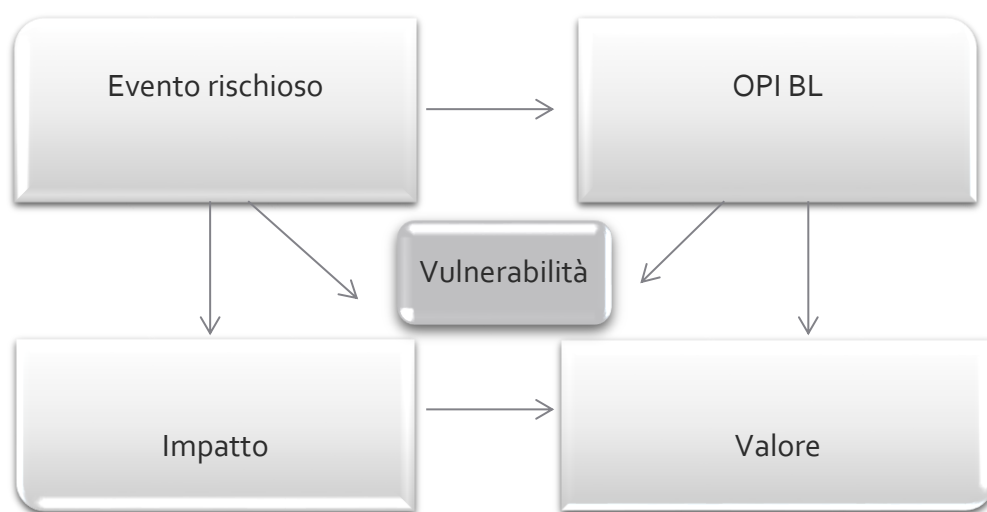 Evento rischioso
OPI BL
Vulnerabilità
Impatto
Valore